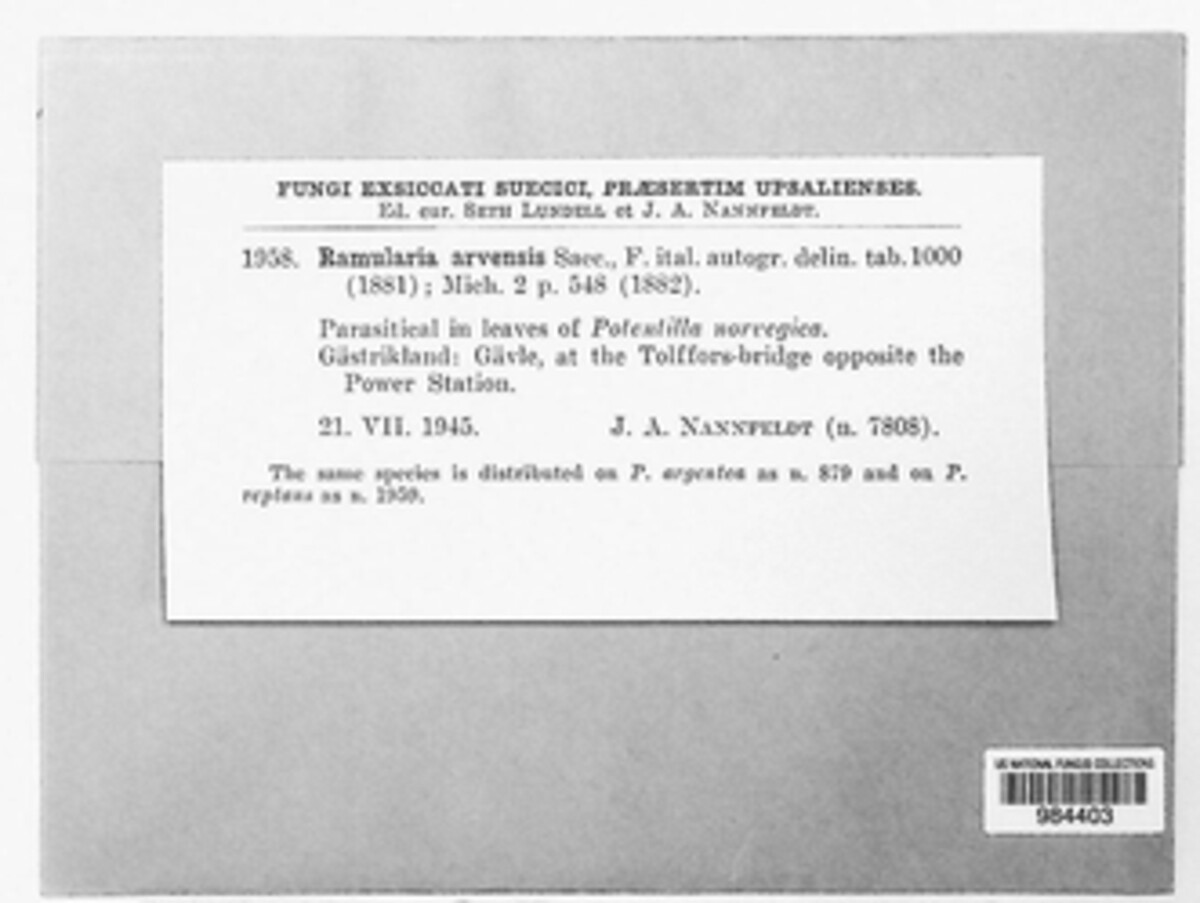 FUNGI EXSICCATI SUECICI, PRÆSERTIM UPSALIENSES.
Ed. cur. SETH LUNDELL et J. A. NANNFELDT.
1958. Ramularia arvensis Sacc., F. ital. autogr. delin. tab. 1000
(1881) ; Mich. 2 p. 548 (1882).
Parasitical in leaves of Potentilla norvegica.
Gästrikland: Gävle, at the Tolffors-bridge opposite the
Power Station.
21. VII. 1945. J. A. NANNFELDT (n. 7808).
The same species is distributed on P. argentea as n. 879 and on P.
reptans as n. 1959.
US NATIONAL FUNGUS COLLECTIONS
984403